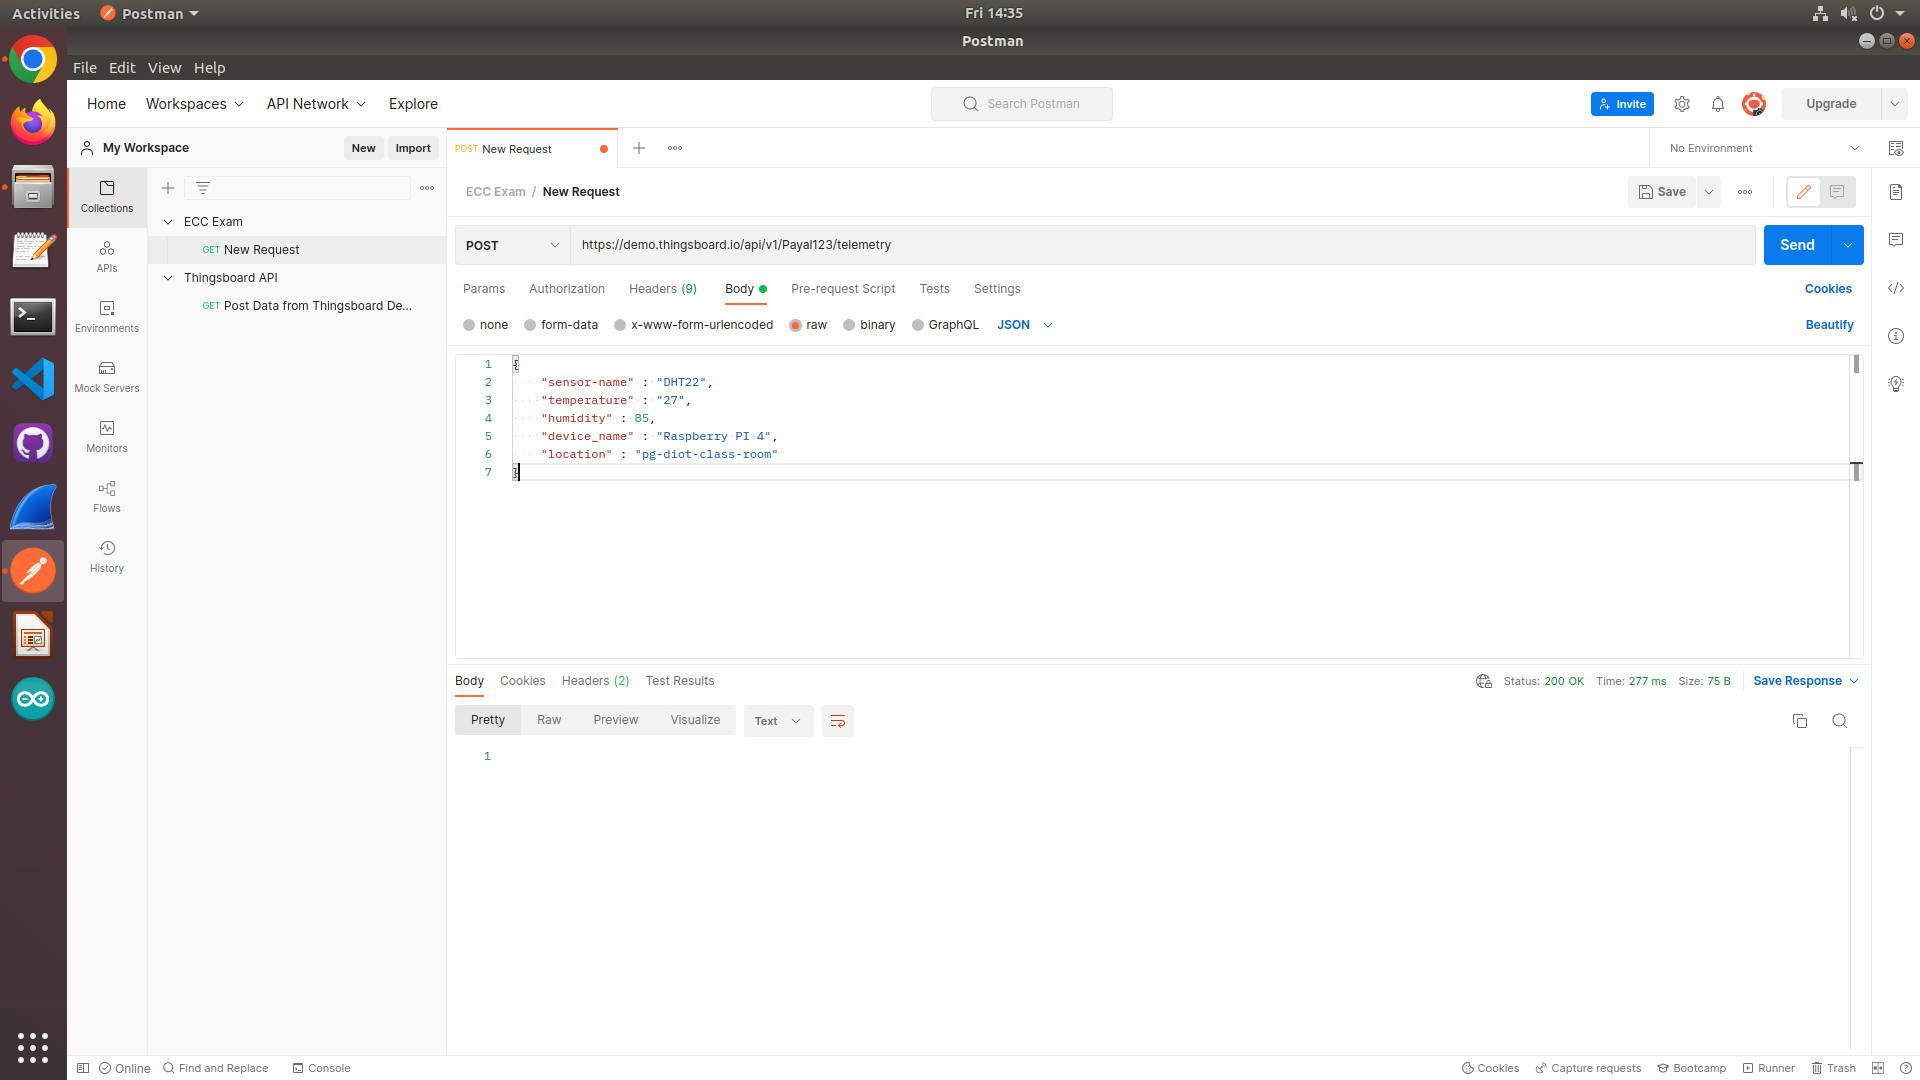 Activities Postman Fri 14:35
Postman
File Edit View Help
Home Workspaces API Network Explore Search Postman Invite Upgrade
My Workspace New Import POST New Request No Environment
ECC Exam / New Request Save
Collections
APIs
Environments
Mock Servers
Monitors
Flows
History
ECC Exam
GET New Request
Thingsboard API
GET Post Data from Thingsboard De...
POST https://demo.thingsboard.io/api/v1/Payal123/telemetry Send
Params Authorization Headers (9) Body Pre-request Script Tests Settings Cookies
none form-data x-www-form-urlencoded raw binary GraphQL JSON Beautify
1 {
2 "sensor-name" : "DHT22",
3 "temperature" : "27",
4 "humidity" : 85,
5 "device_name" : "Raspberry PI 4",
6 "location" : "pg-diot-class-room"
7 }
Body Cookies Headers (2) Test Results Status: 200 OK Time: 277 ms Size: 75 B Save Response
Pretty Raw Preview Visualize Text
1
Online Find and Replace Console Cookies Capture requests Bootcamp Runner Trash